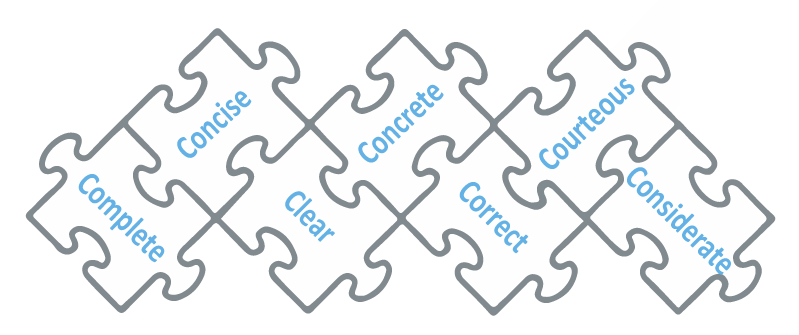 Concise
Concrete
Courteous
Complete
Clear
Correct
Considerate